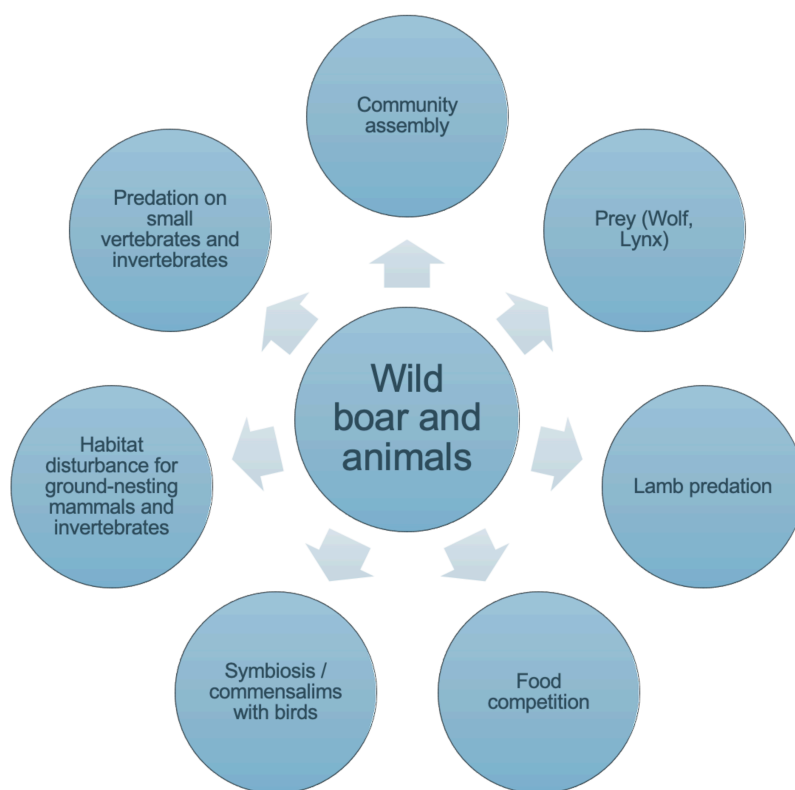 Community
assembly
Prey (Wolf,
Lynx)
Lamb predation
Food
competition
Symbiosis /
commensalims
with birds
Habitat
disturbance for
ground-nesting
mammals and
invertebrates
Predation on
small
vertebrates and
invertebrates
Wild
boar and
animals